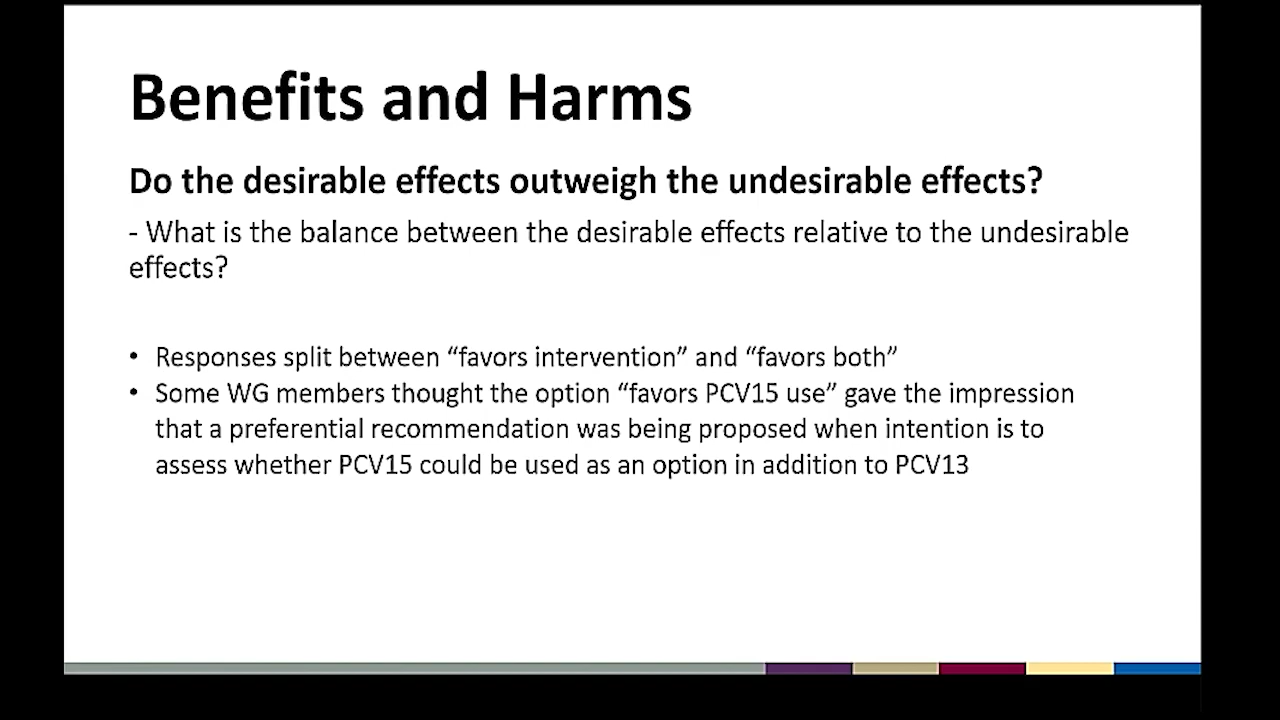 Benefits and Harms
Do the desirable effects outweigh the undesirable effects?
- What is the balance between the desirable effects relative to the undesirable
effects?
• Responses split between “favors intervention” and “favors both”
• Some WG members thought the option “favors PCV15 use” gave the impression
that a preferential recommendation was being proposed when intention is to
assess whether PCV15 could be used as an option in addition to PCV13